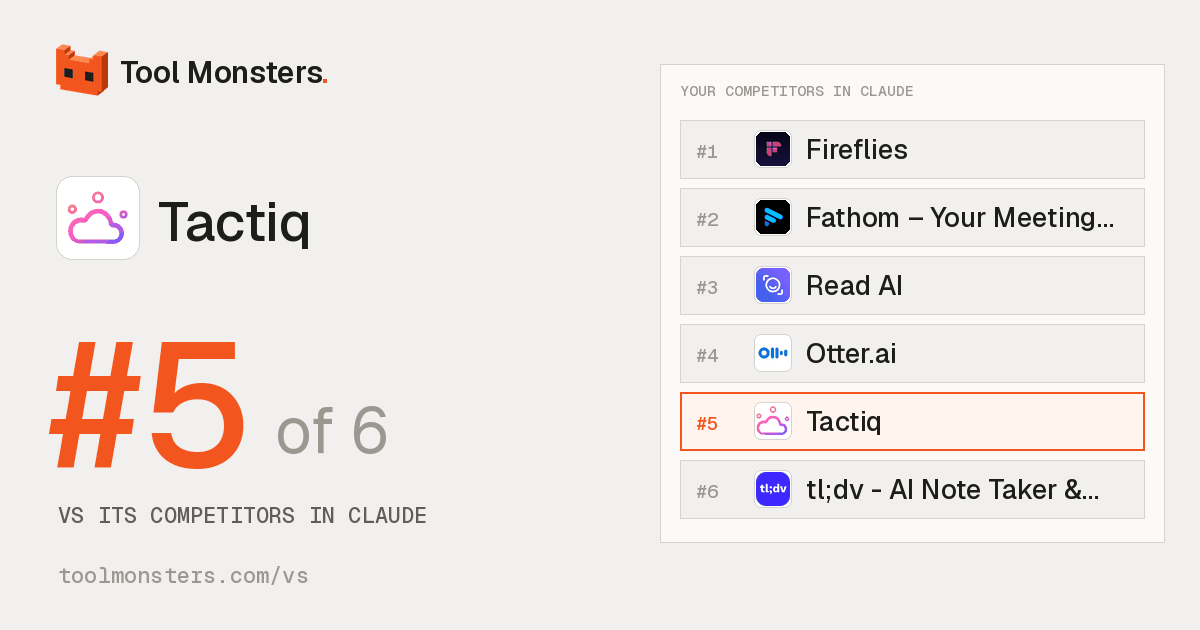 Tool Monsters.
Tactiq
#5 of 6
VS ITS COMPETITORS IN CLAUDE
toolmonsters.com/vs
YOUR COMPETITORS IN CLAUDE
#1 Fireflies
#2 Fathom – Your Meeting...
#3 Read AI
#4 Otter.ai
#5 Tactiq
#6 tl;dv tl;dv - AI Note Taker &...